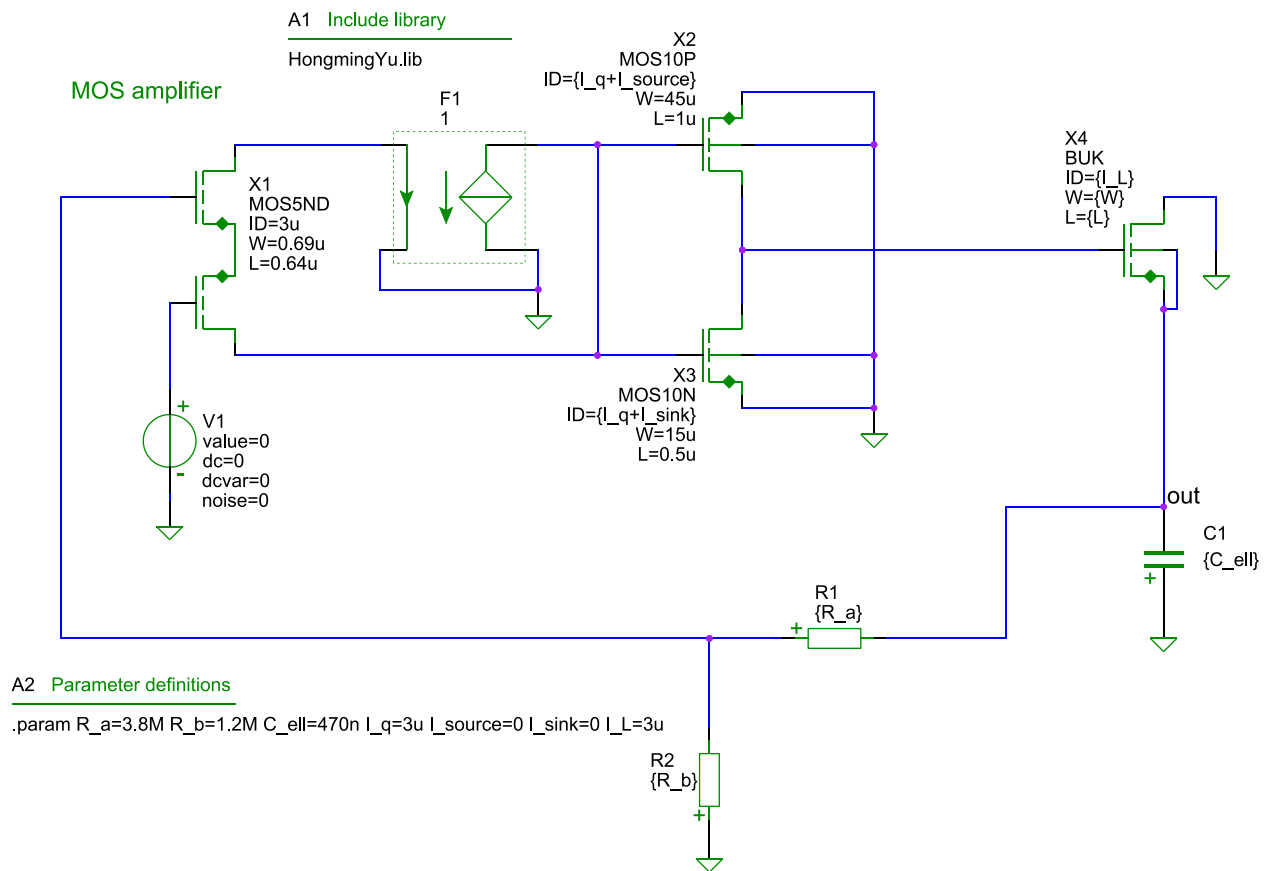 A1 Include library
HongmingYu.lib
MOS amplifier
F1
1
X2
MOS10P
ID={I_q+I_source}
W=45u
L=1u
X4
BUK
ID={I_L}
W={W}
L={L}
X1
MOS5ND
ID=3u
W=0.69u
L=0.64u
X3
MOS10N
ID={I_q+I_sink}
W=15u
L=0.5u
+
V1
value=0
dc=0
dcvar=0
noise=0
-
out
C1
{C_ell}
+
R1
{R_a}
+
A2 Parameter definitions
.param R_a=3.8M R_b=1.2M C_ell=470n I_q=3u I_source=0 I_sink=0 I_L=3u
R2
{R_b}
+